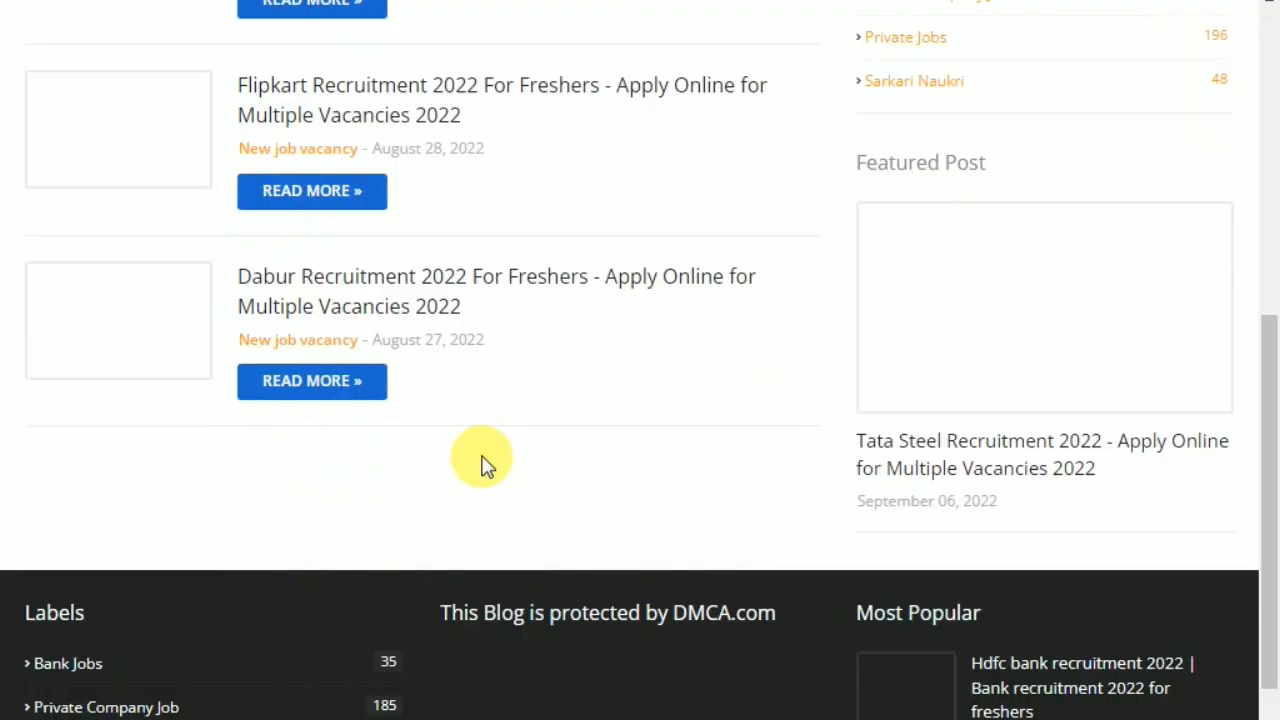 READ MORE »
Flipkart Recruitment 2022 For Freshers - Apply Online for
Multiple Vacancies 2022
New job vacancy - August 28, 2022
READ MORE »
Dabur Recruitment 2022 For Freshers - Apply Online for
Multiple Vacancies 2022
New job vacancy - August 27, 2022
READ MORE »
› Private Jobs 196
› Sarkari Naukri 48
Featured Post
Tata Steel Recruitment 2022 - Apply Online
for Multiple Vacancies 2022
September 06, 2022
Labels
› Bank Jobs 35
› Private Company Job 185
This Blog is protected by DMCA.com
Most Popular
Hdfc bank recruitment 2022 |
Bank recruitment 2022 for
freshers